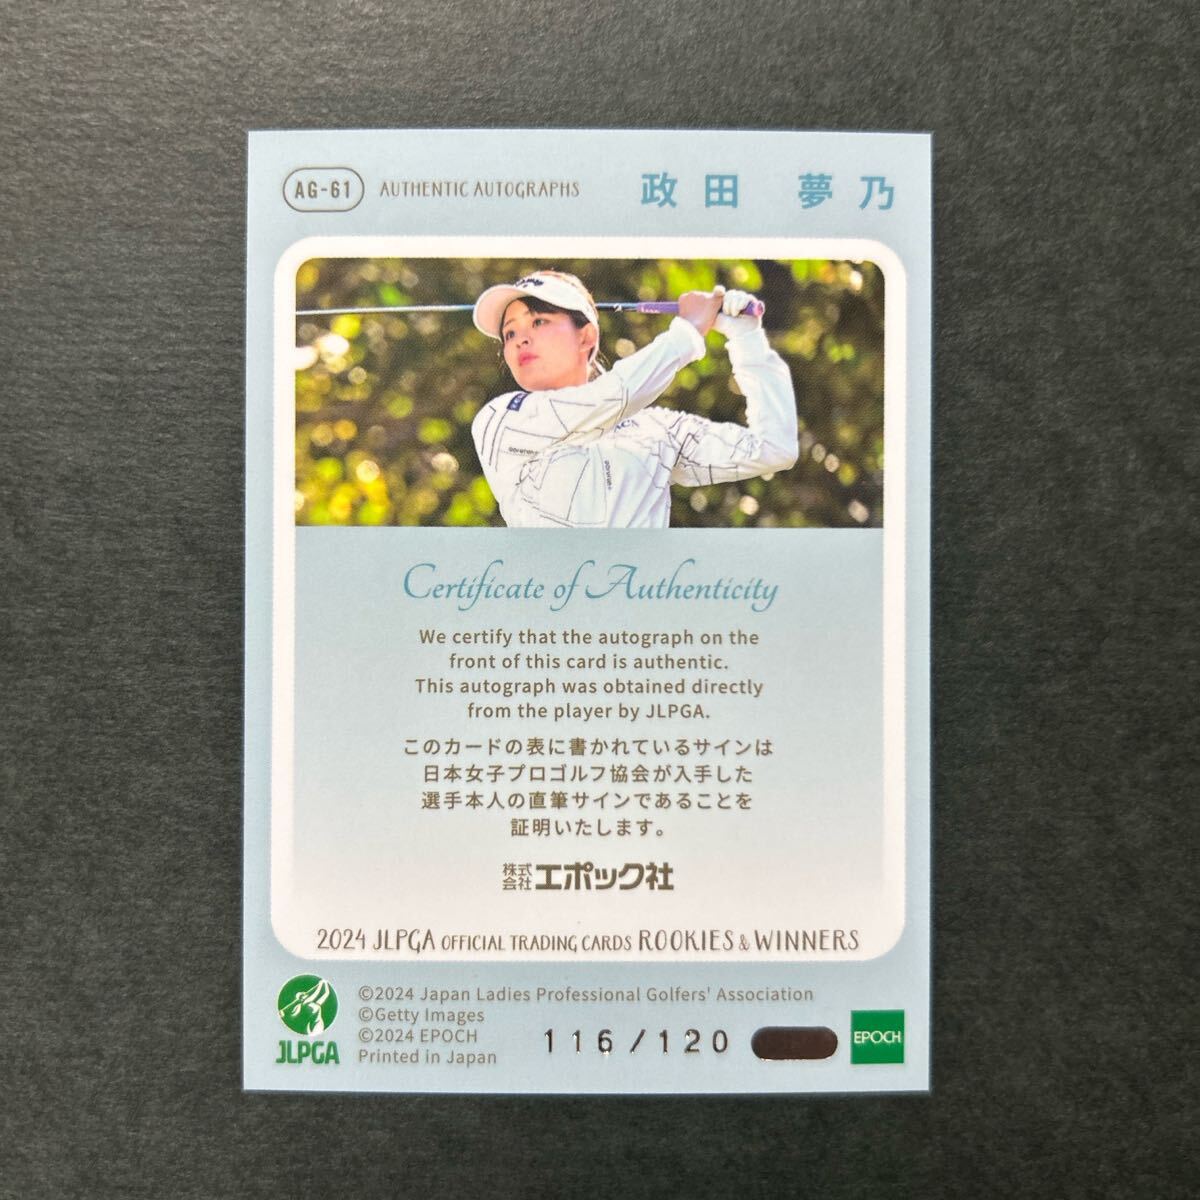 AG-61 AUTHENTIC AUTOGRAPHS 政田 夢乃
Certificate of Authenticity
We certify that the autograph on the
front of this card is authentic.
This autograph was obtained directly
from the player by JLPGA.
このカードの表に書かれているサインは
日本女子プロゴルフ協会が入手した
選手本人の直筆サインであることを
証明いたします。
株式会社エポック社
2024 JLPGA OFFICIAL TRADING CARDS ROOKIES & WINNERS
JLPGA
©2024 Japan Ladies Professional Golfers' Association
©Getty Images
©2024 EPOCH
Printed in Japan
116/120
EPOCH